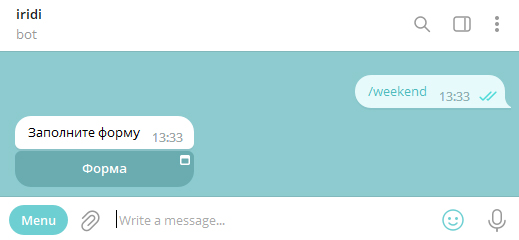 iridi
bot
/weekend 13:33
Заполните форму 13:33
Форма
Menu
Write a message...